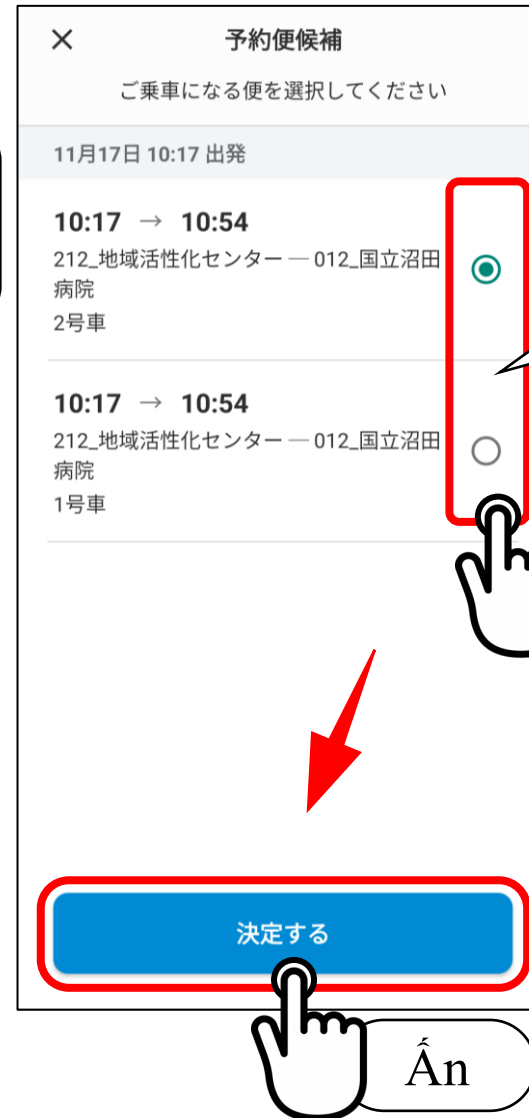 予約便候補
ご乗車になる便を選択してください
11月17日 10:17 出発
10:17 → 10:54
212_地域活性化センター ― 012_国立沼田
病院
2号車
10:17 → 10:54
212_地域活性化センター ― 012_国立沼田
病院
1号車
決定する
Ấn